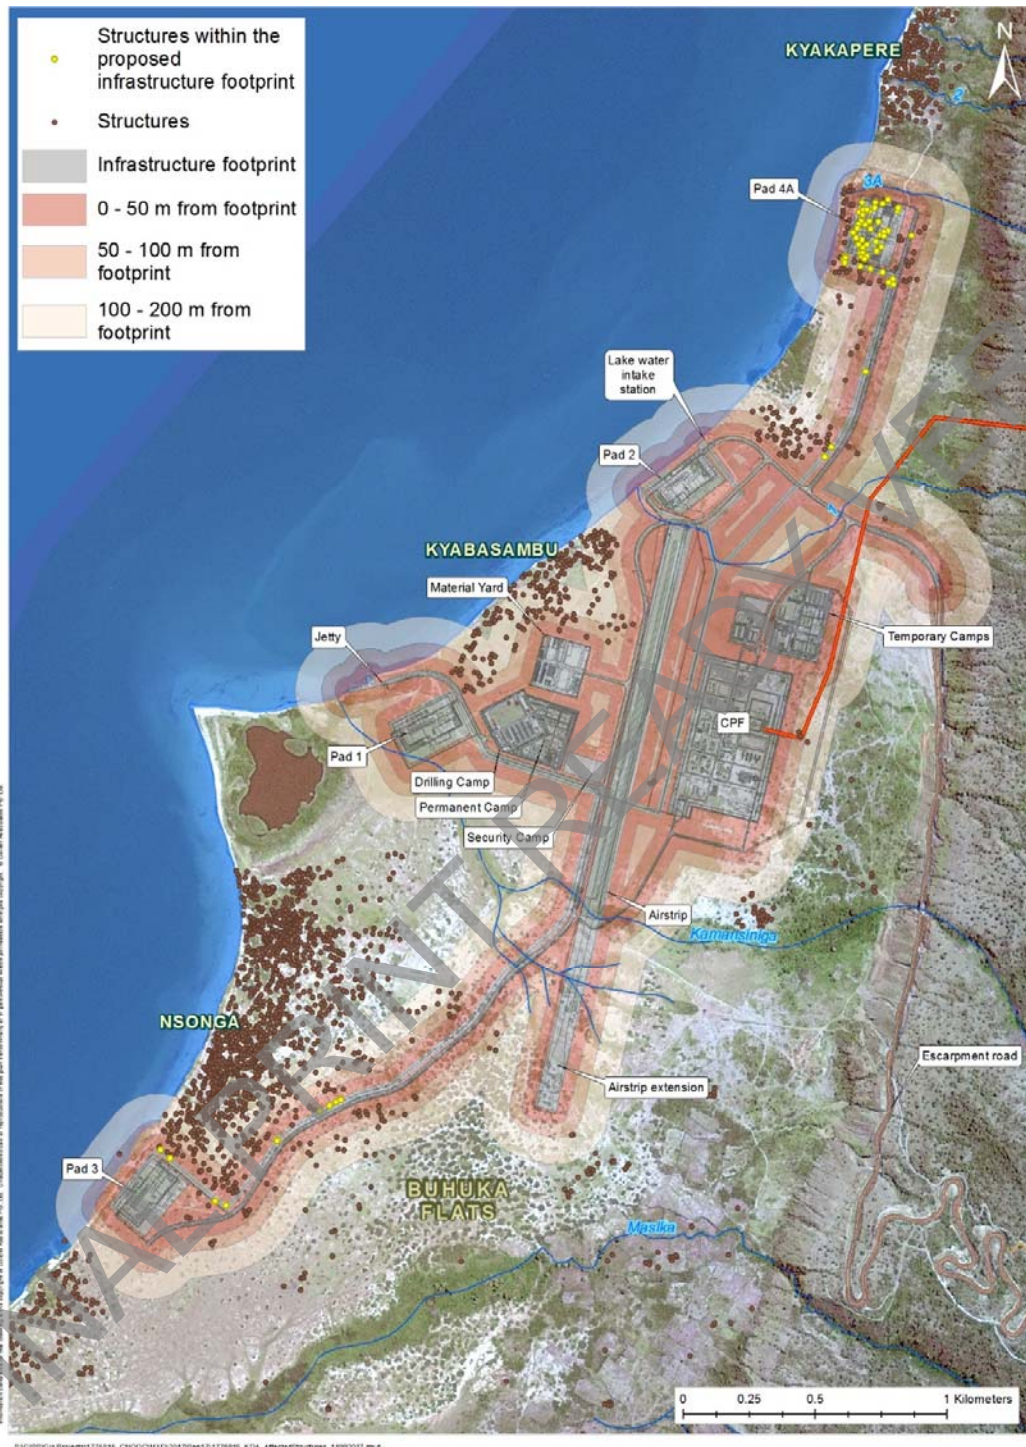 Structures within the
proposed
infrastructure footprint
Structures
Infrastructure footprint
0 - 50 m from footprint
50 - 100 m from
footprint
100 - 200 m from
footprint
KYAKAPERE
N
2
3A
Pad 4A
Lake water
intake
station
Pad 2
KYABASAMBU
Material Yard
Jetty
Temporary Camps
CPF
Pad 1
Drilling Camp
Permanent Camp
Security Camp
Airstrip
Kamansiniga
NSONGA
Escarpment road
Airstrip extension
Pad 3
BUHUKA
FLATS
Masika
0 0.25 0.5 1 Kilometers